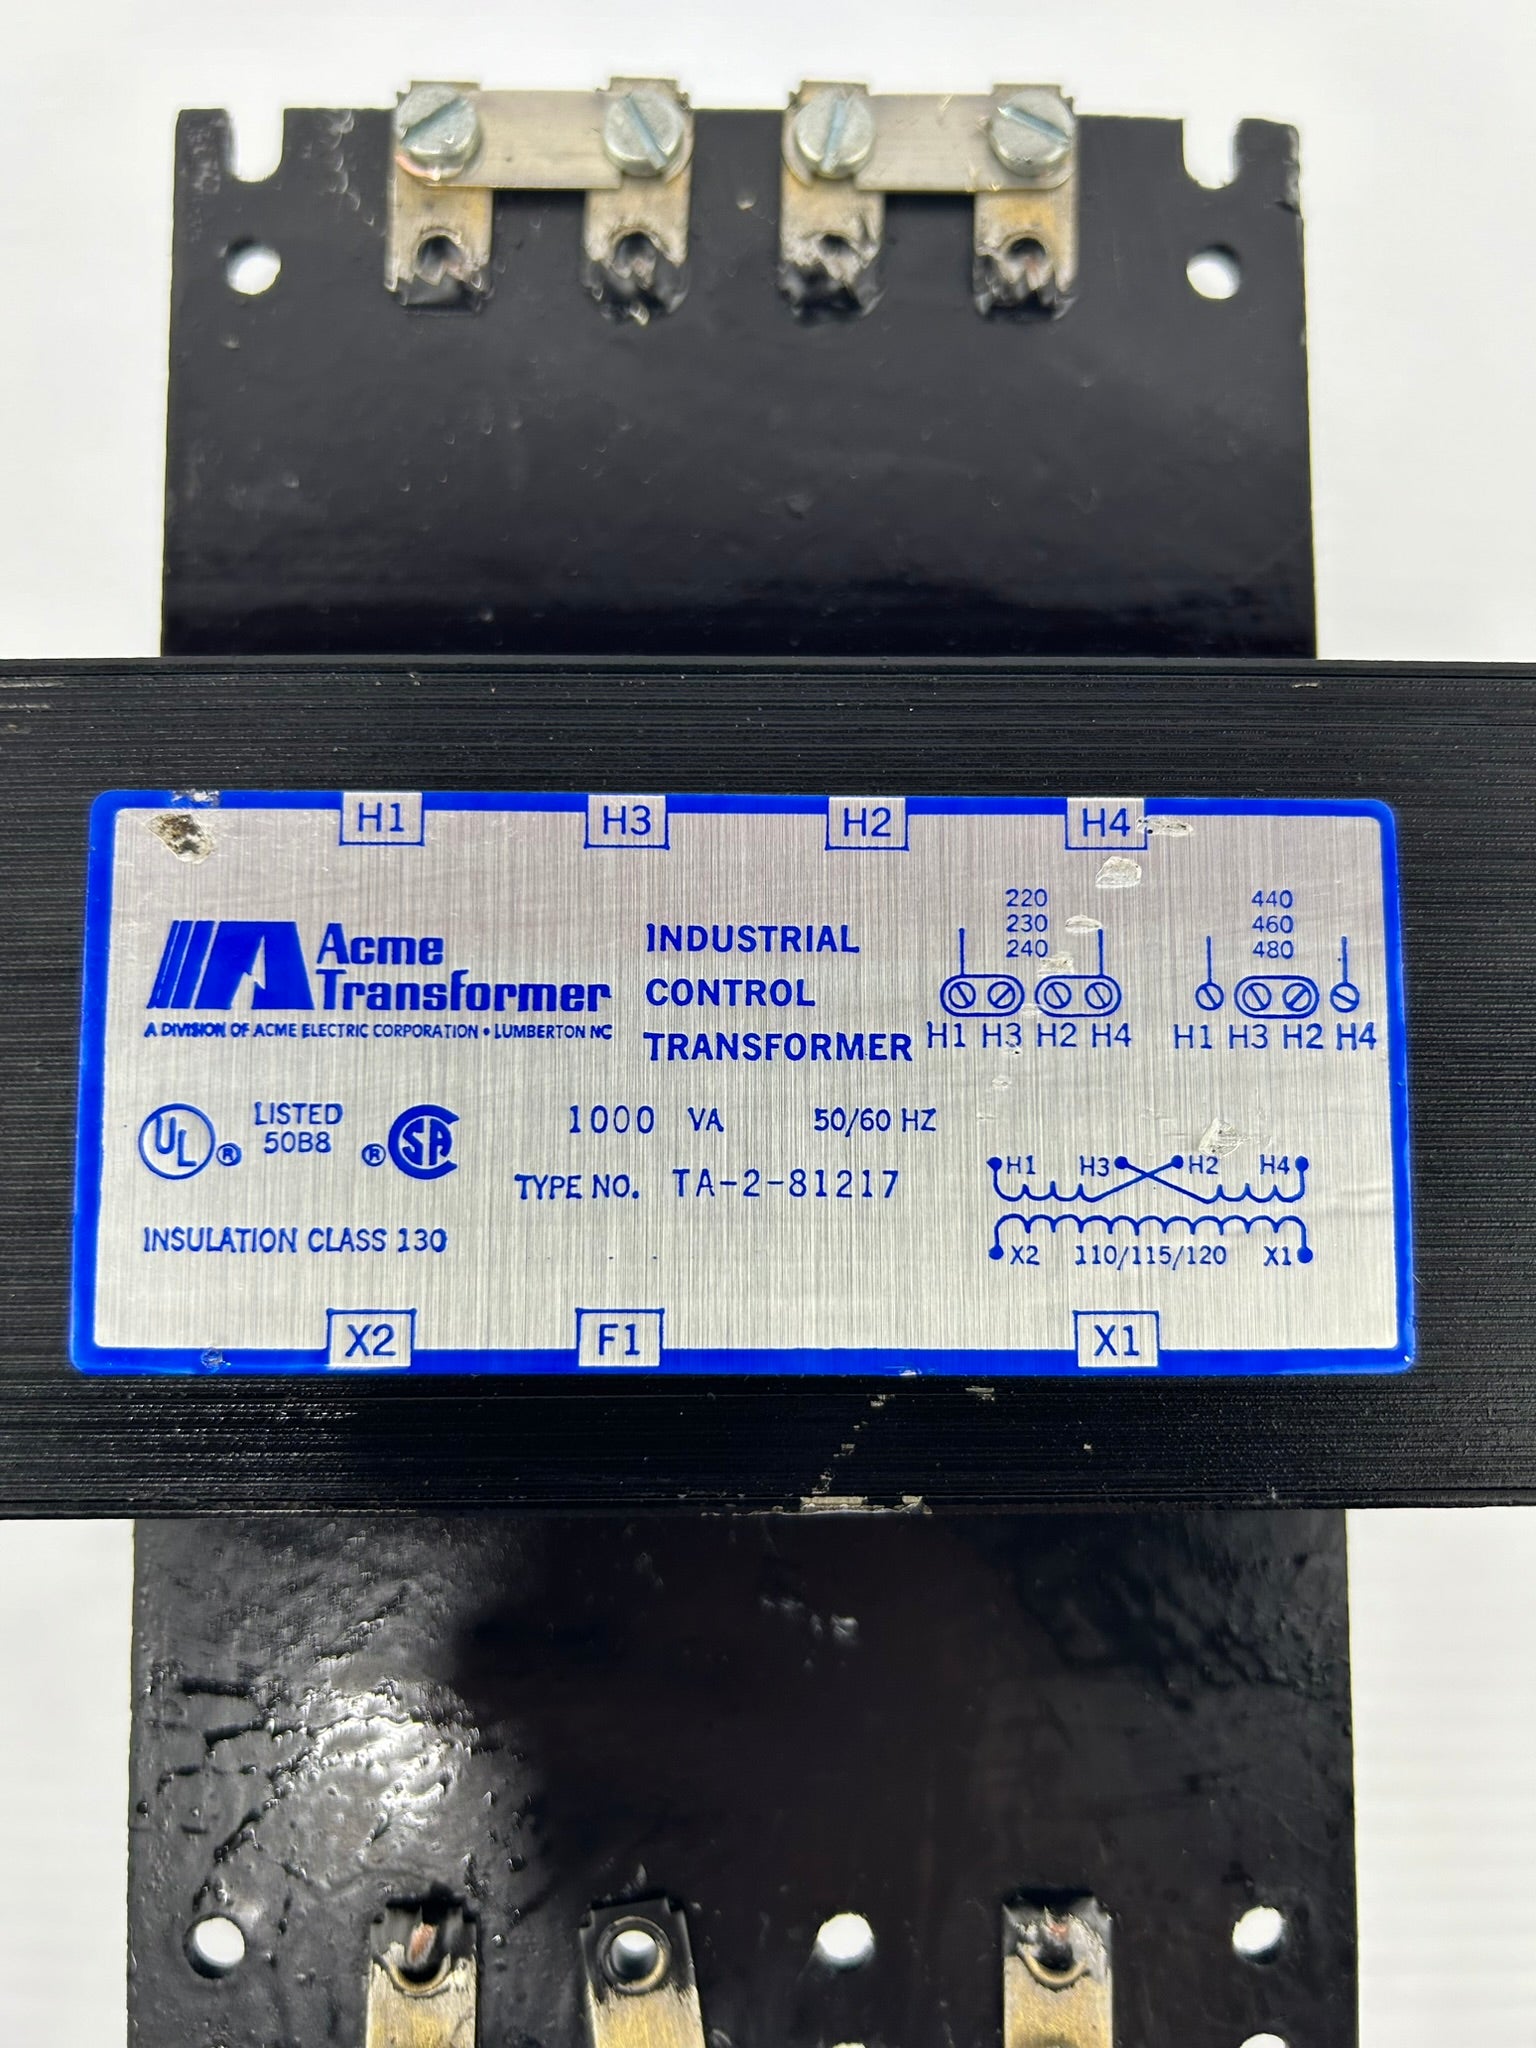 H1 H3 H2 H4
Acme
Transformer
A DIVISION OF ACME ELECTRIC CORPORATION • LUMBERTON NC
INDUSTRIAL
CONTROL
TRANSFORMER
220
230
240
H1 H3 H2 H4
440
460
480
H1 H3 H2 H4
UL ®
LISTED
50B8
® SA
1000 VA 50/60 HZ
TYPE NO. TA-2-81217
INSULATION CLASS 130
H1 H3 H2 H4
X2 110/115/120 X1
X2 F1 X1